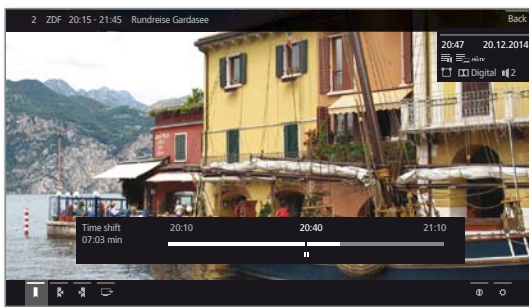 2 ZDF 20:15 - 21:45 Rundreise Gardasee
Back
20:47 20.12.2014
Digital 2
Time shift 20:10 20:40 21:10
07:03 min